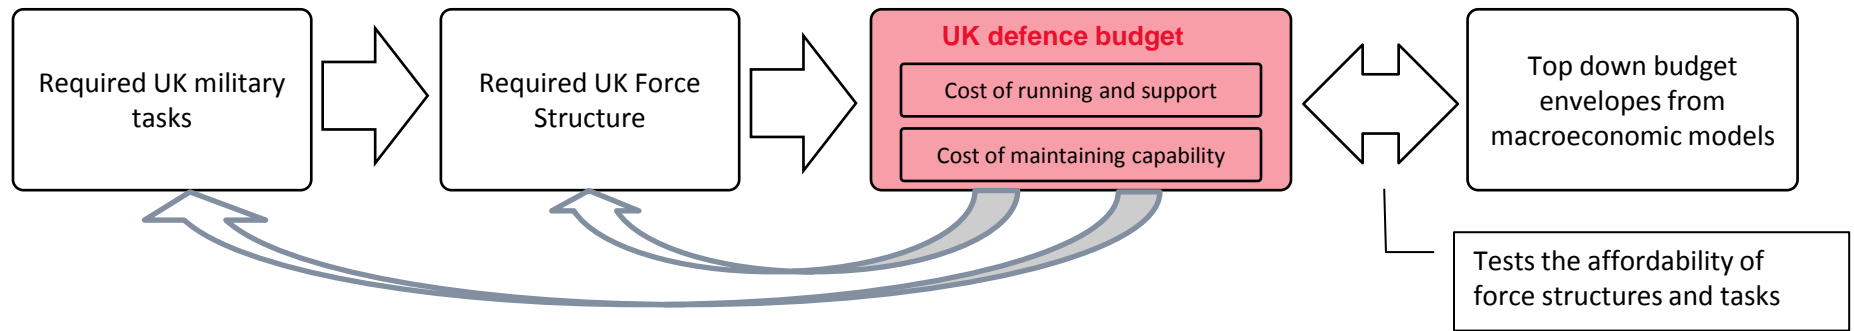 Required UK military
tasks
Required UK Force
Structure
UK defence budget
Cost of running and support
Cost of maintaining capability
Top down budget
envelopes from
macroeconomic models
Tests the affordability of
force structures and tasks